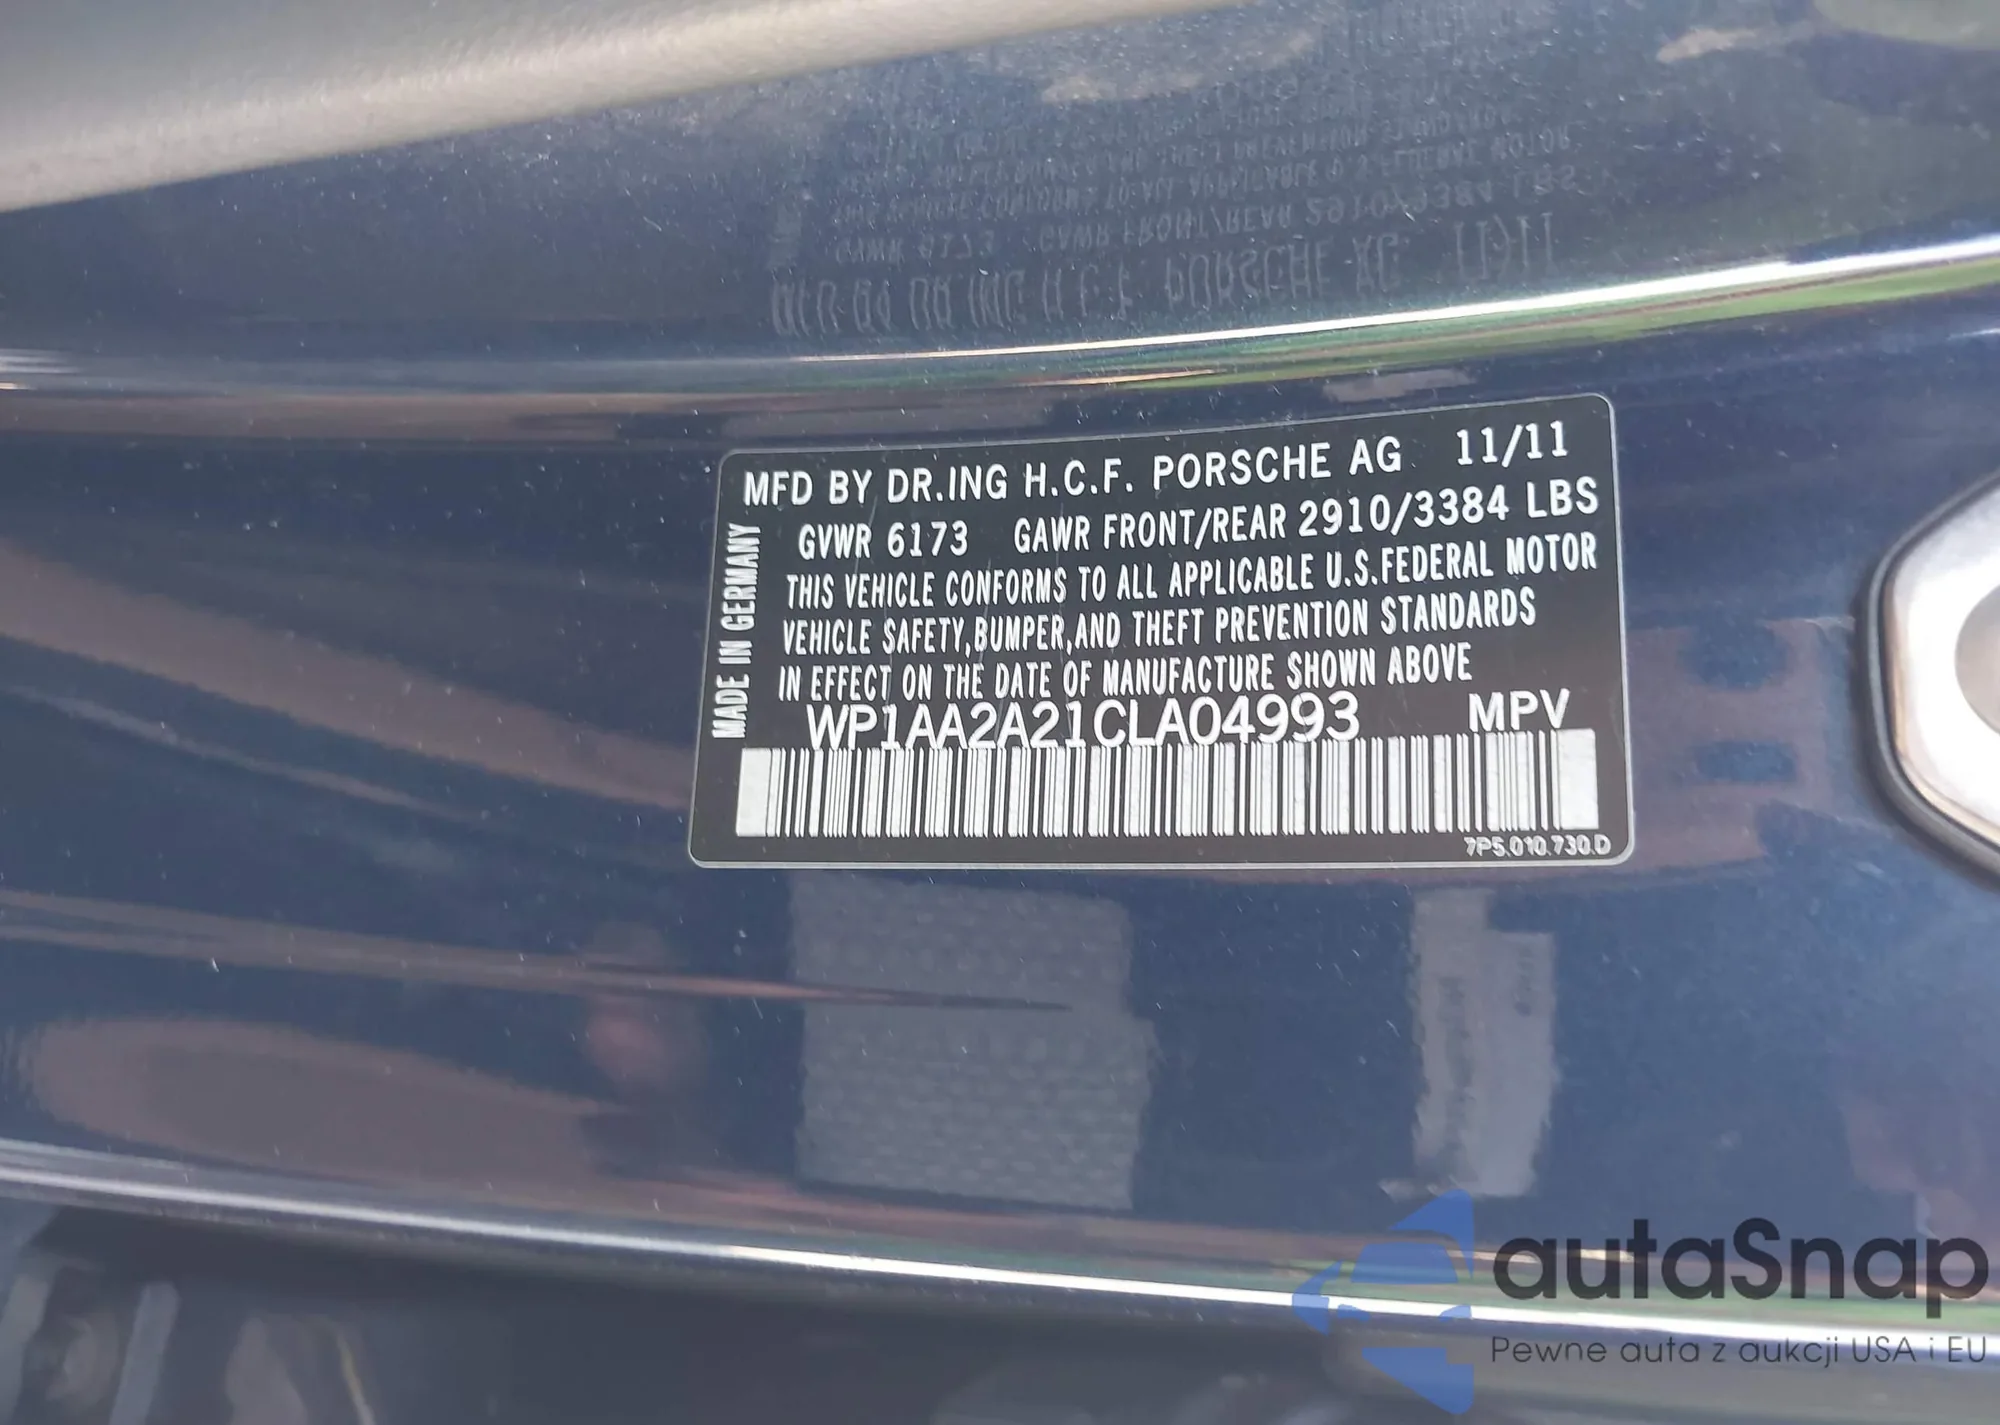 MFD BY DR.ING H.C.F. PORSCHE AG 11/11
GVWR 6173 GAWR FRONT/REAR 2910/3384 LBS
THIS VEHICLE CONFORMS TO ALL APPLICABLE U.S.FEDERAL MOTOR
VEHICLE SAFETY,BUMPER,AND THEFT PREVENTION STANDARDS
IN EFFECT ON THE DATE OF MANUFACTURE SHOWN ABOVE
WP1AA2A21CLA04993 MPV
MADE IN GERMANY
7P5.010.730.D
autaSnap
Pewne auta z aukcji USA i EU